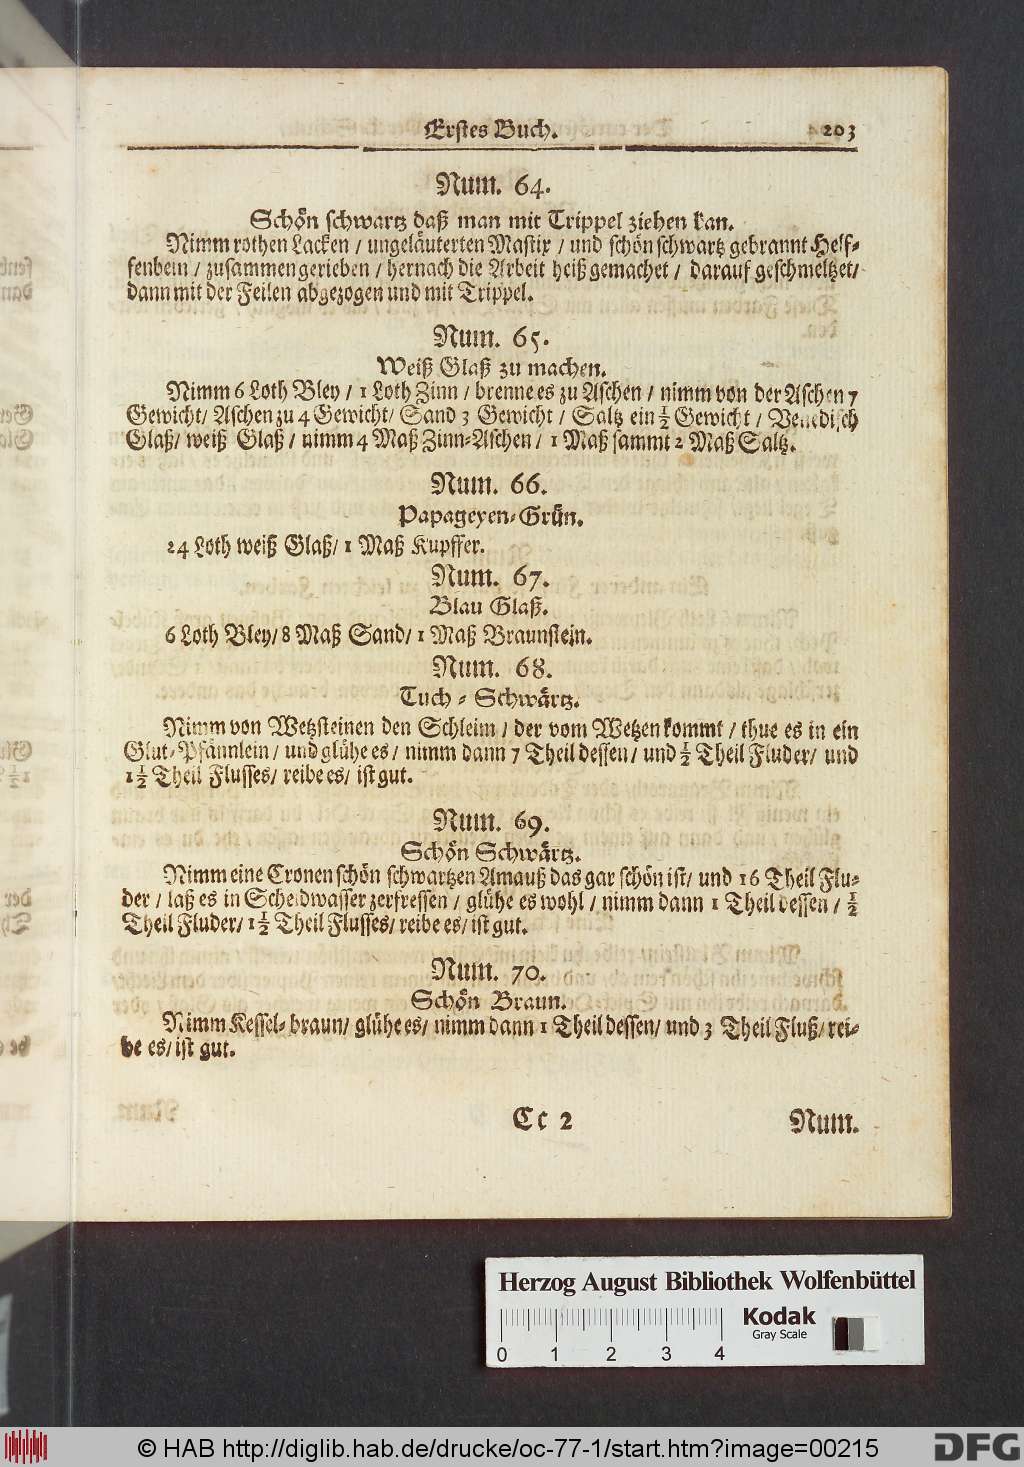 Erstes Buch. 203
Num. 64.
Schön schwartz daß man mit Trippel ziehen kan.
Nimm rothen Lacken / ungeläuterten Mastix / und schön schwartz gebrannt Helf-
fenbein / zusammen gerieben / hernach die Arbeit heiß gemachet / darauf geschmeltzet/
dann mit der Feilen abgezogen und mit Trippel.
Num. 65.
Weiß Glaß zu machen.
Nimm 6 Loth Bley / 1 Loth Zinn / brenne es zu Aschen / nimm von der Aschen 7
Gewicht/ Aschen zu 4 Gewicht/ Sand 3 Gewicht / Saltz ein ½ Gewicht / Venedisch
Glaß/ weiß Glaß / nimm 4 Maß Zinn-Aschen / 1 Maß sammt 2 Maß Saltz.
Num. 66.
Papageyen-Grün.
24 Loth weiß Glaß/ 1 Maß Kupffer.
Num. 67.
Blau Glaß.
6 Loth Bley/ 8 Maß Sand/ 1 Maß Braunstein.
Num. 68.
Tuch-Schwärtz.
Nimm von Wetzsteinen den Schleim / der vom Wetzen kommt / thue es in ein
Glut-Pfännlein / und glühe es / nimm dann 7 Theil dessen / und ½ Theil Fluder/ und
1½ Theil Flusses/ reibe es/ ist gut.
Num. 69.
Schön Schwärtz.
Nimm eine Cronen schön schwartzen Amauß das gar schön ist/ und 16 Theil Flu-
der / laß es in Scheidwasser zerfressen / glühe es wohl / nimm dann 1 Theil dessen / ½
Theil Fluder/ 1½ Theil Flusses/ reibe es/ ist gut.
Num. 70.
Schön Braun.
Nimm Kessel-braun/ glühe es/ nimm dann 1 Theil dessen/ und 3 Theil Fluß/ rei-
be es/ ist gut.
Cc 2 Num.
Herzog August Bibliothek Wolfenbüttel
Kodak
Gray Scale
0 1 2 3 4
© HAB http://diglib.hab.de/drucke/oc-77-1/start.htm?image=00215
DFG